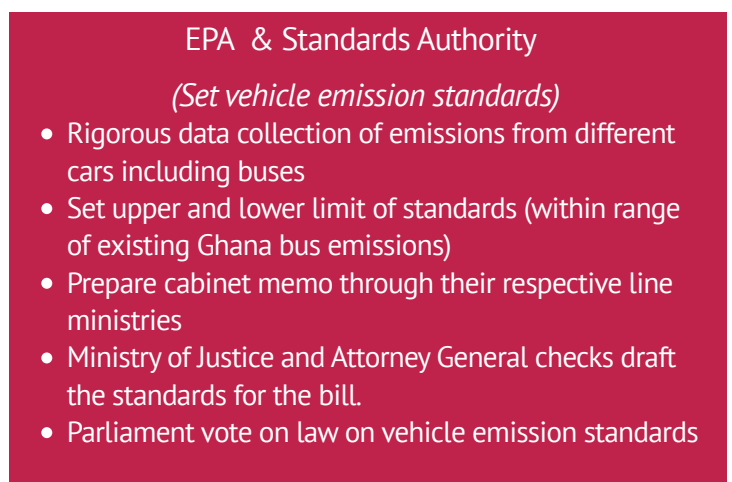 EPA & Standards Authority
(Set vehicle emission standards)
• Rigorous data collection of emissions from different
cars including buses
• Set upper and lower limit of standards (within range
of existing Ghana bus emissions)
• Prepare cabinet memo through their respective line
ministries
• Ministry of Justice and Attorney General checks draft
the standards for the bill.
• Parliament vote on law on vehicle emission standards